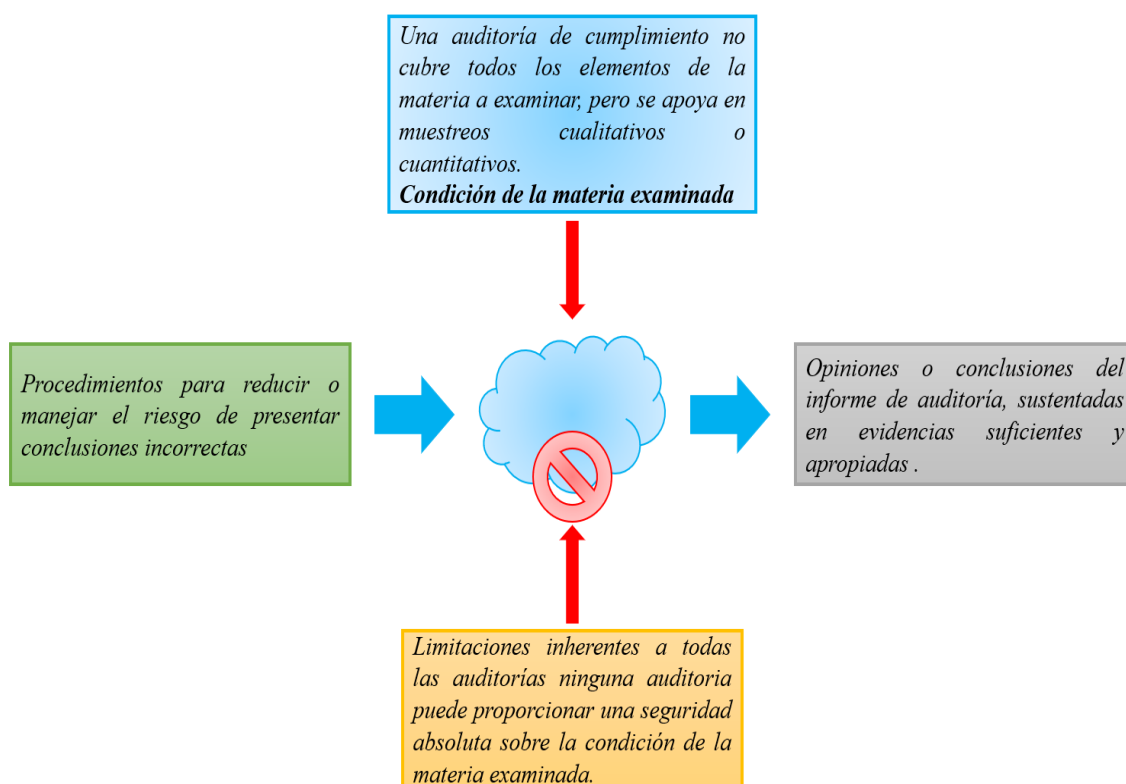 Una auditoría de cumplimiento no
cubre todos los elementos de la
materia a examinar, pero se apoya en
muestreos cualitativos o
cuantitativos.
Condición de la materia examinada
Procedimientos para reducir o
manejar el riesgo de presentar
conclusiones incorrectas
Opiniones o conclusiones del
informe de auditoría, sustentadas
en evidencias suficientes y
apropiadas .
Limitaciones inherentes a todas
las auditorías ninguna auditoria
puede proporcionar una seguridad
absoluta sobre la condición de la
materia examinada.